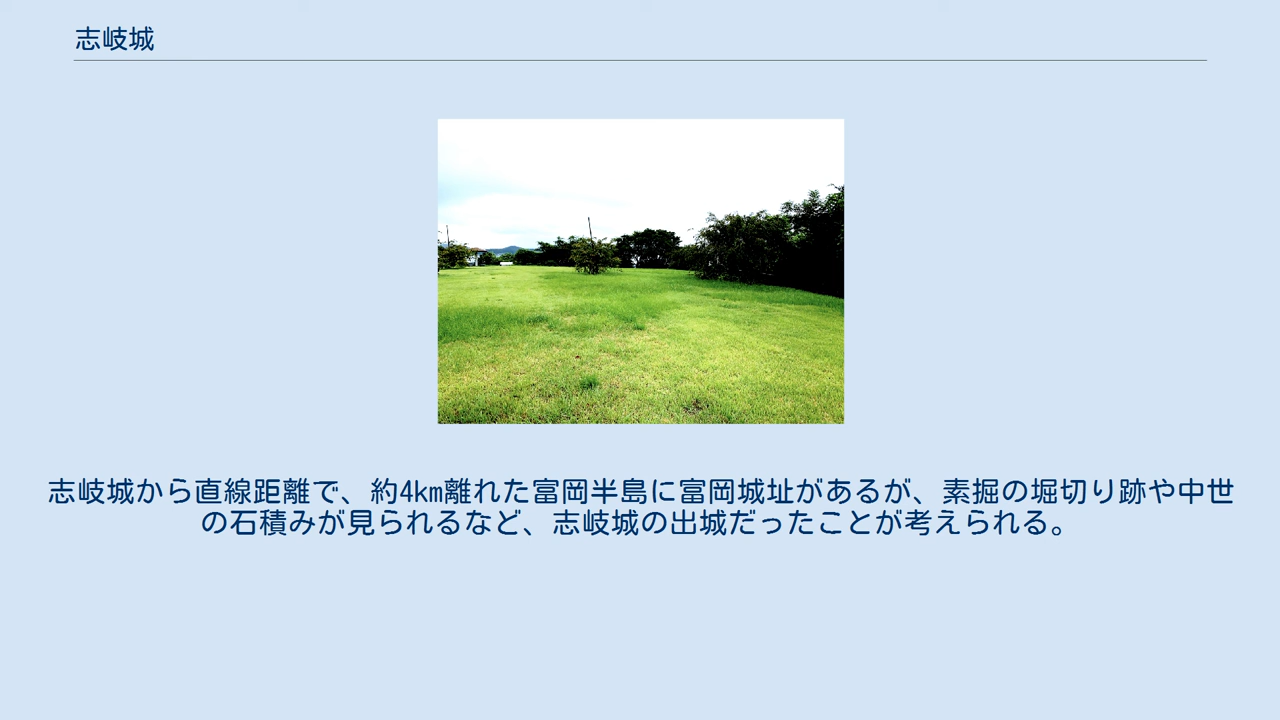 志岐城
志岐城から直線距離で、約4km離れた富岡半島に富岡城址があるが、素掘の堀切り跡や中世
の石積みが見られるなど、志岐城の出城だったことが考えられる。